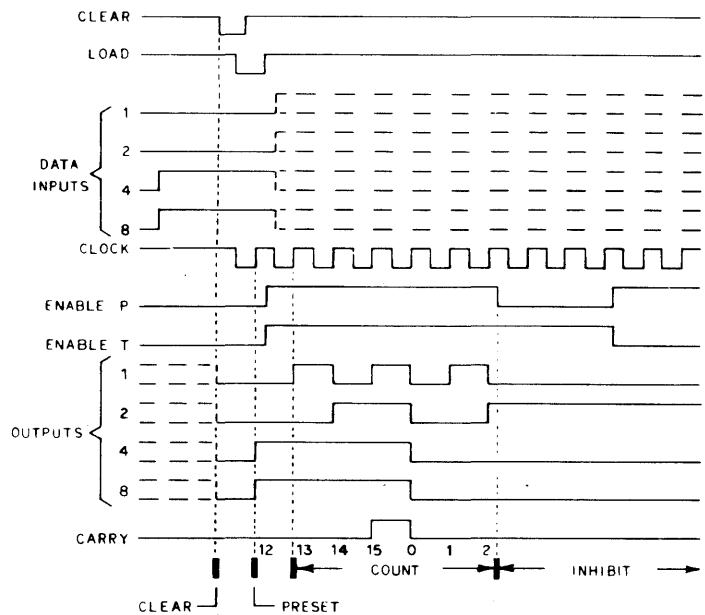 CLEAR
LOAD
1
2
DATA
INPUTS
4
8
CLOCK
ENABLE P
ENABLE T
1
2
OUTPUTS
4
8
CARRY
12 13 14 15 0 1 2
COUNT INHIBIT
CLEAR PRESET